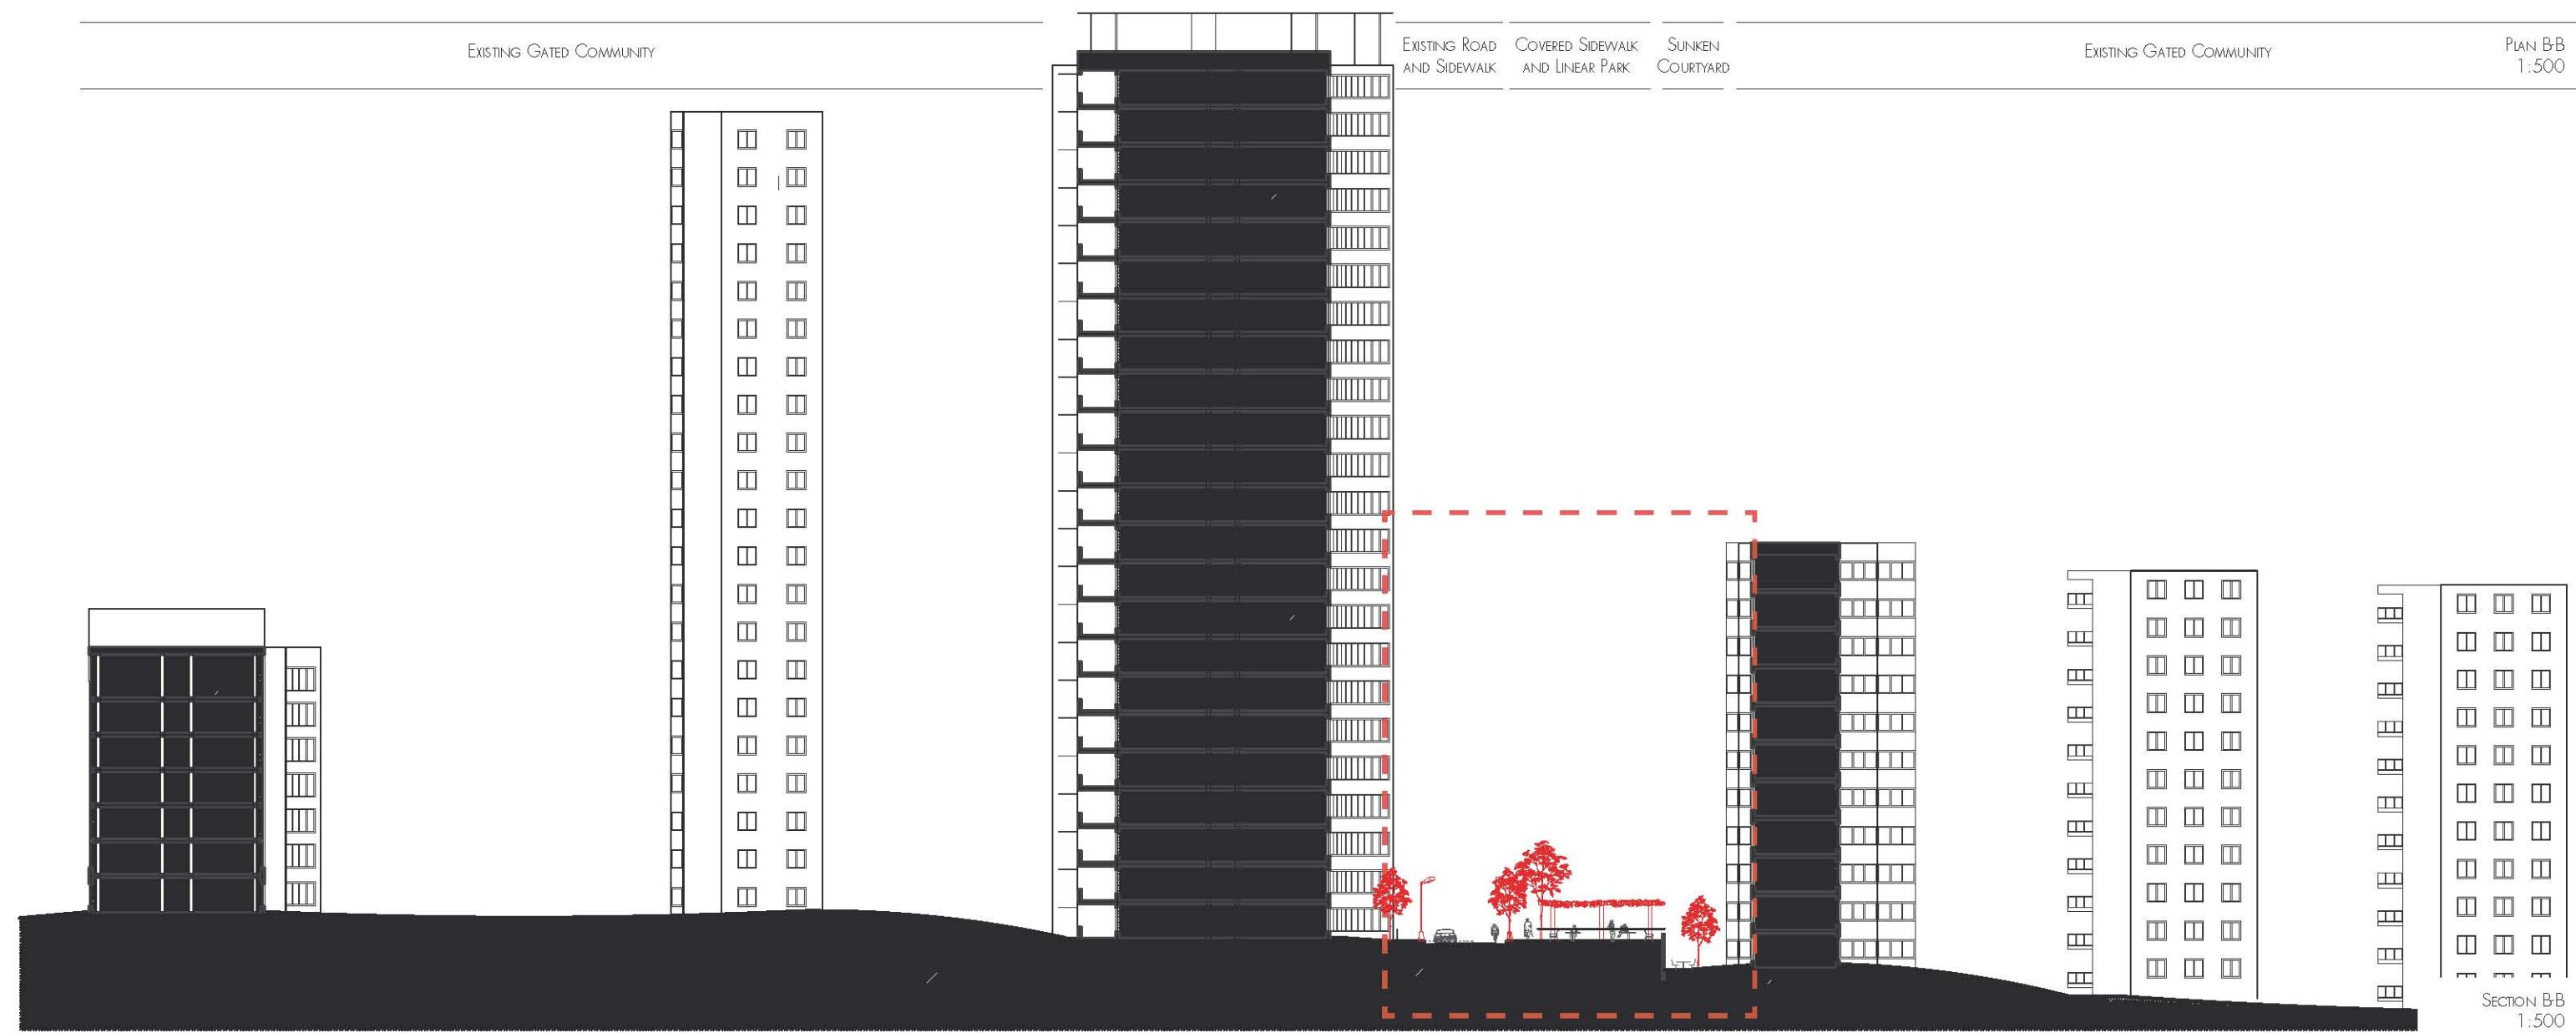 Existing Gated Community
Existing Road
and Sidewalk
Covered Sidewalk
and Linear Park
Sunken
Courtyard
Existing Gated Community
Plan B-B
1:500
Section B-B
1:500